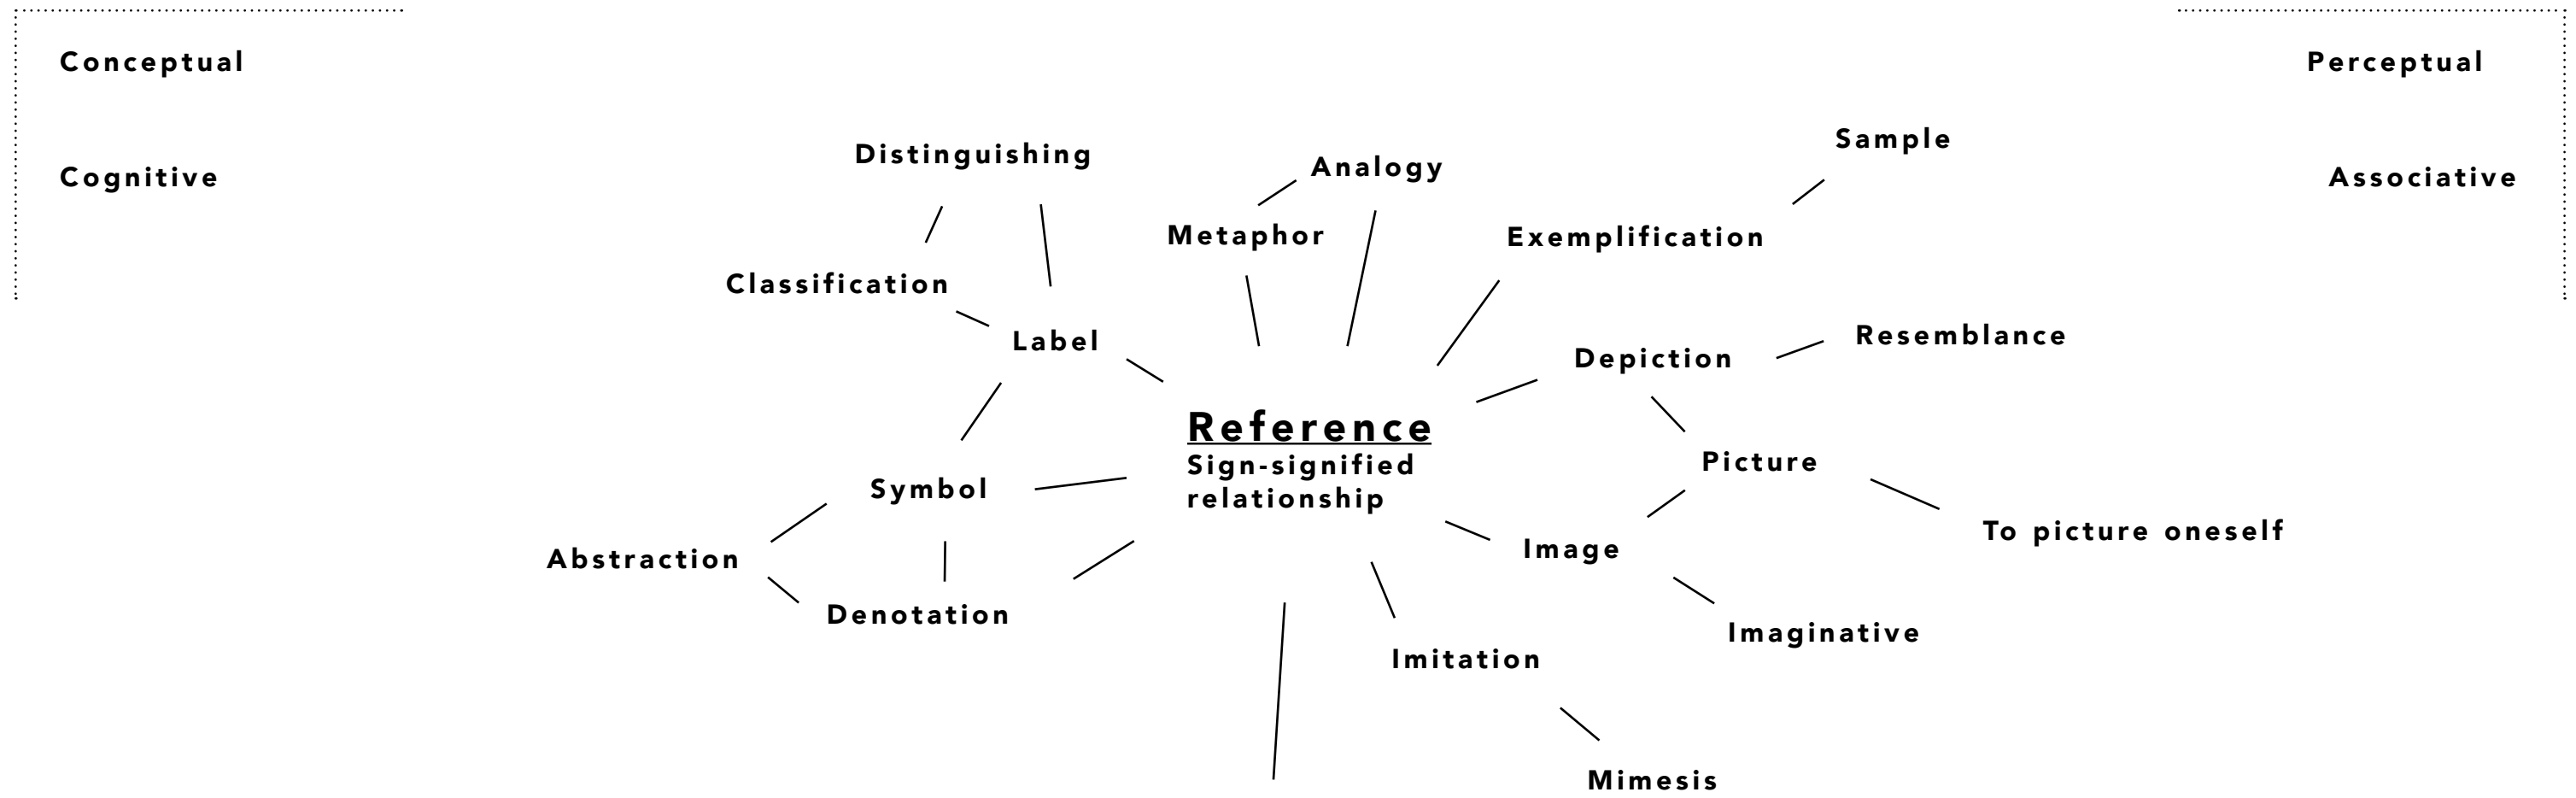 Conceptual
Perceptual
Sample
Distinguishing
Analogy
Cognitive
Associative
Metaphor
Exemplification
Classification
Label
Resemblance
Depiction
Reference
Sign-signified
relationship
Picture
Symbol
To picture oneself
Image
Abstraction
Denotation
Imaginative
Imitation
Mimesis